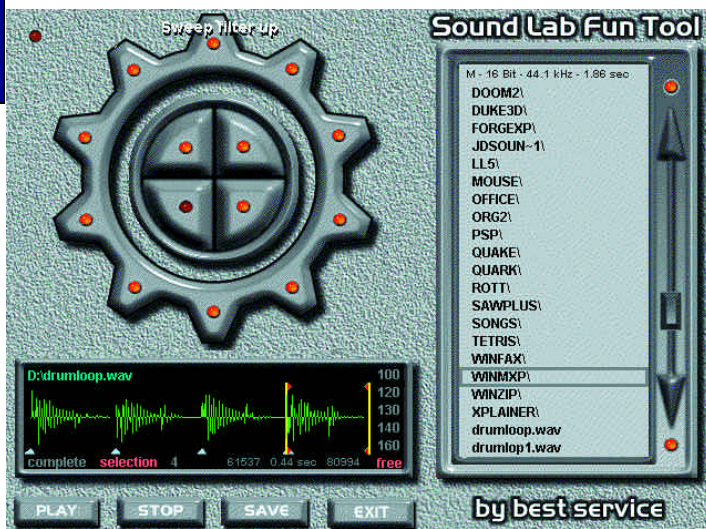 Sweep filter up
Sound Lab Fun Tool
M - 16 Bit - 44.1 kHz - 1.86 sec
DOOM2\
DUKE3D\
FORGEXP\
JDSOUN~1\
LL5\
MOUSE\
OFFICE\
ORG2\
PSP\
QUAKE\
QUARK\
ROTT\
SAWPLUS\
SONGS\
TETRIS\
WINFAX\
WINMXP\
WINZIP\
XPLAINER\
drumloop.wav
drumlop1.wav
D:\drumloop.wav
100
120
130
140
160
complete selection 4 61537 0.44 sec 80994 free
PLAY STOP SAVE EXIT
by best service